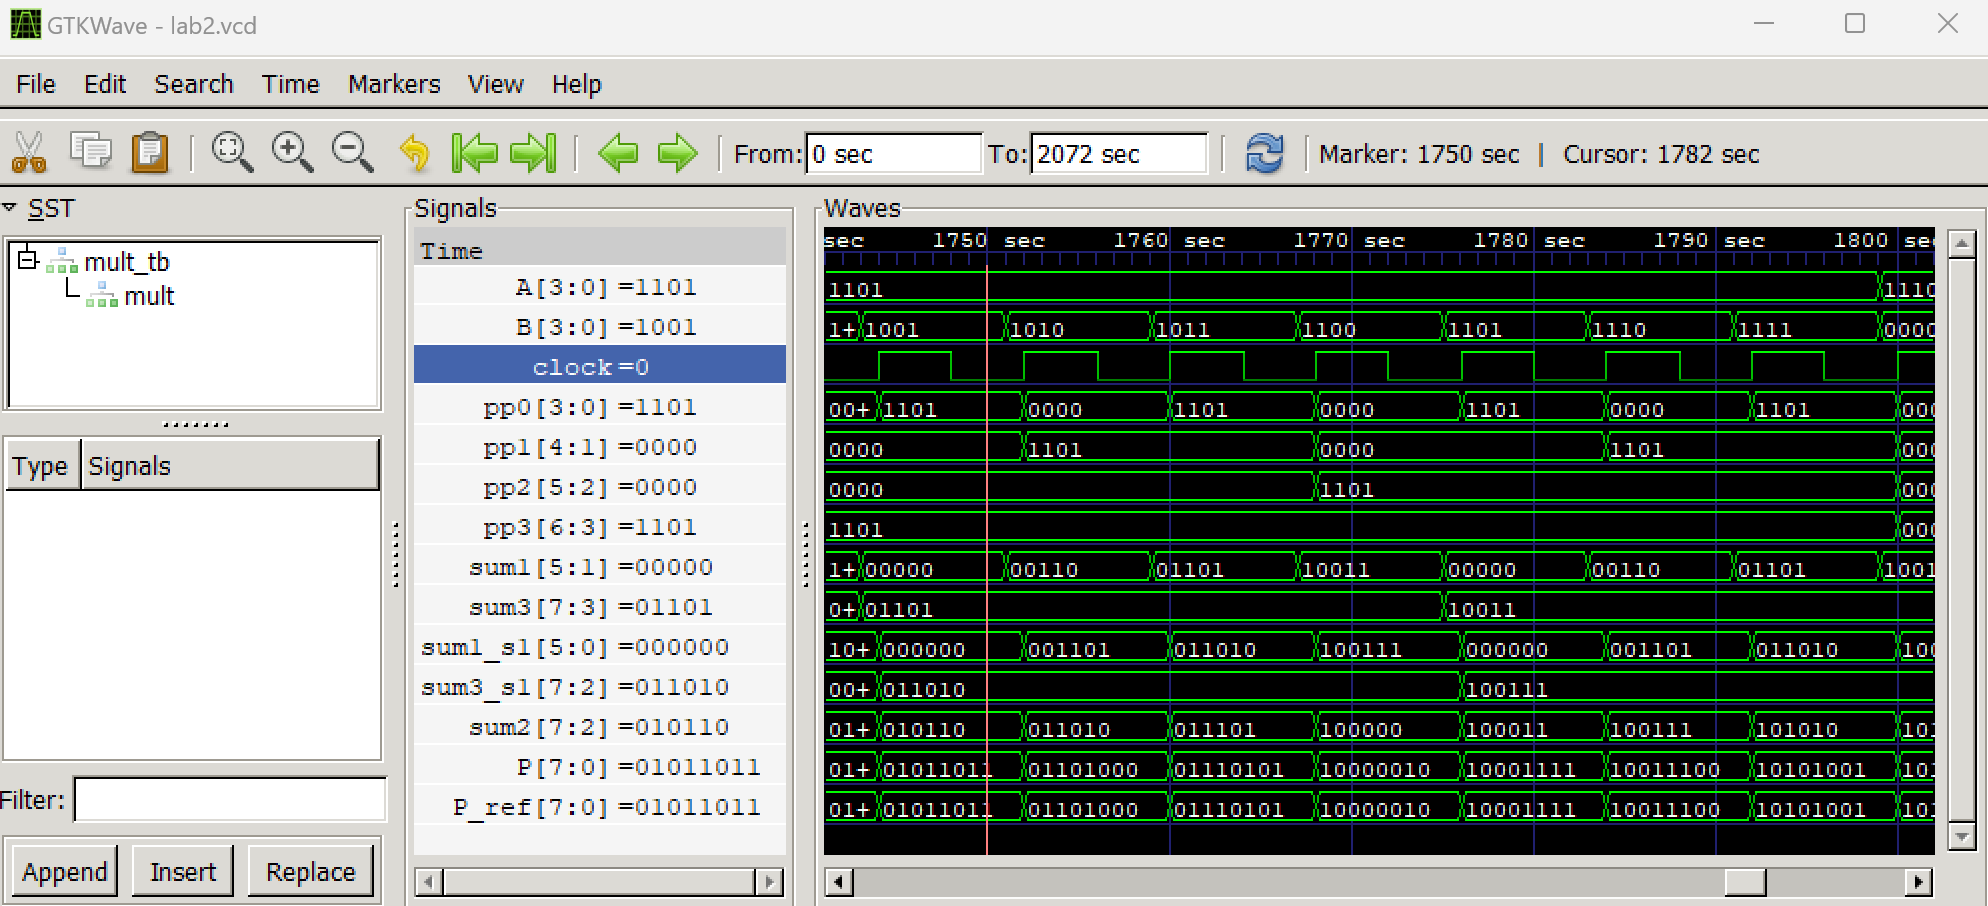 GTKWave - lab2.vcd
File Edit Search Time Markers View Help
From: 0 sec To: 2072 sec Marker: 1750 sec | Cursor: 1782 sec
SST
mult_tb
mult
Type Signals
Filter:
Append Insert Replace
Signals
Time
A[3:0] =1101
B[3:0] =1001
clock =0
pp0[3:0] =1101
pp1[4:1] =0000
pp2[5:2] =0000
pp3[6:3] =1101
sum1[5:1] =00000
sum3[7:3] =01101
sum1_s1[5:0] =000000
sum3_s1[7:2] =011010
sum2[7:2] =010110
P[7:0] =01011011
P_ref[7:0] =01011011
Waves
sec 1750 sec 1760 sec 1770 sec 1780 sec 1790 sec 1800 sec
1101 1110
1+ 1001 1010 1011 1100 1101 1110 1111 0000
00+ 1101 0000 1101 0000 1101 0000 1101 000
0000 1101 0000 1101 000
0000 1101 000
1101 000
1+ 00000 00110 01101 10011 00000 00110 01101 1001
0+ 01101 10011
10+ 000000 001101 011010 100111 000000 001101 011010 100
00+ 011010 100111
01+ 010110 011010 011101 100000 100011 100111 101010 101
01+ 01011011 01101000 01110101 10000010 10001111 10011100 10101001 101
01+ 01011011 01101000 01110101 10000010 10001111 10011100 10101001 101